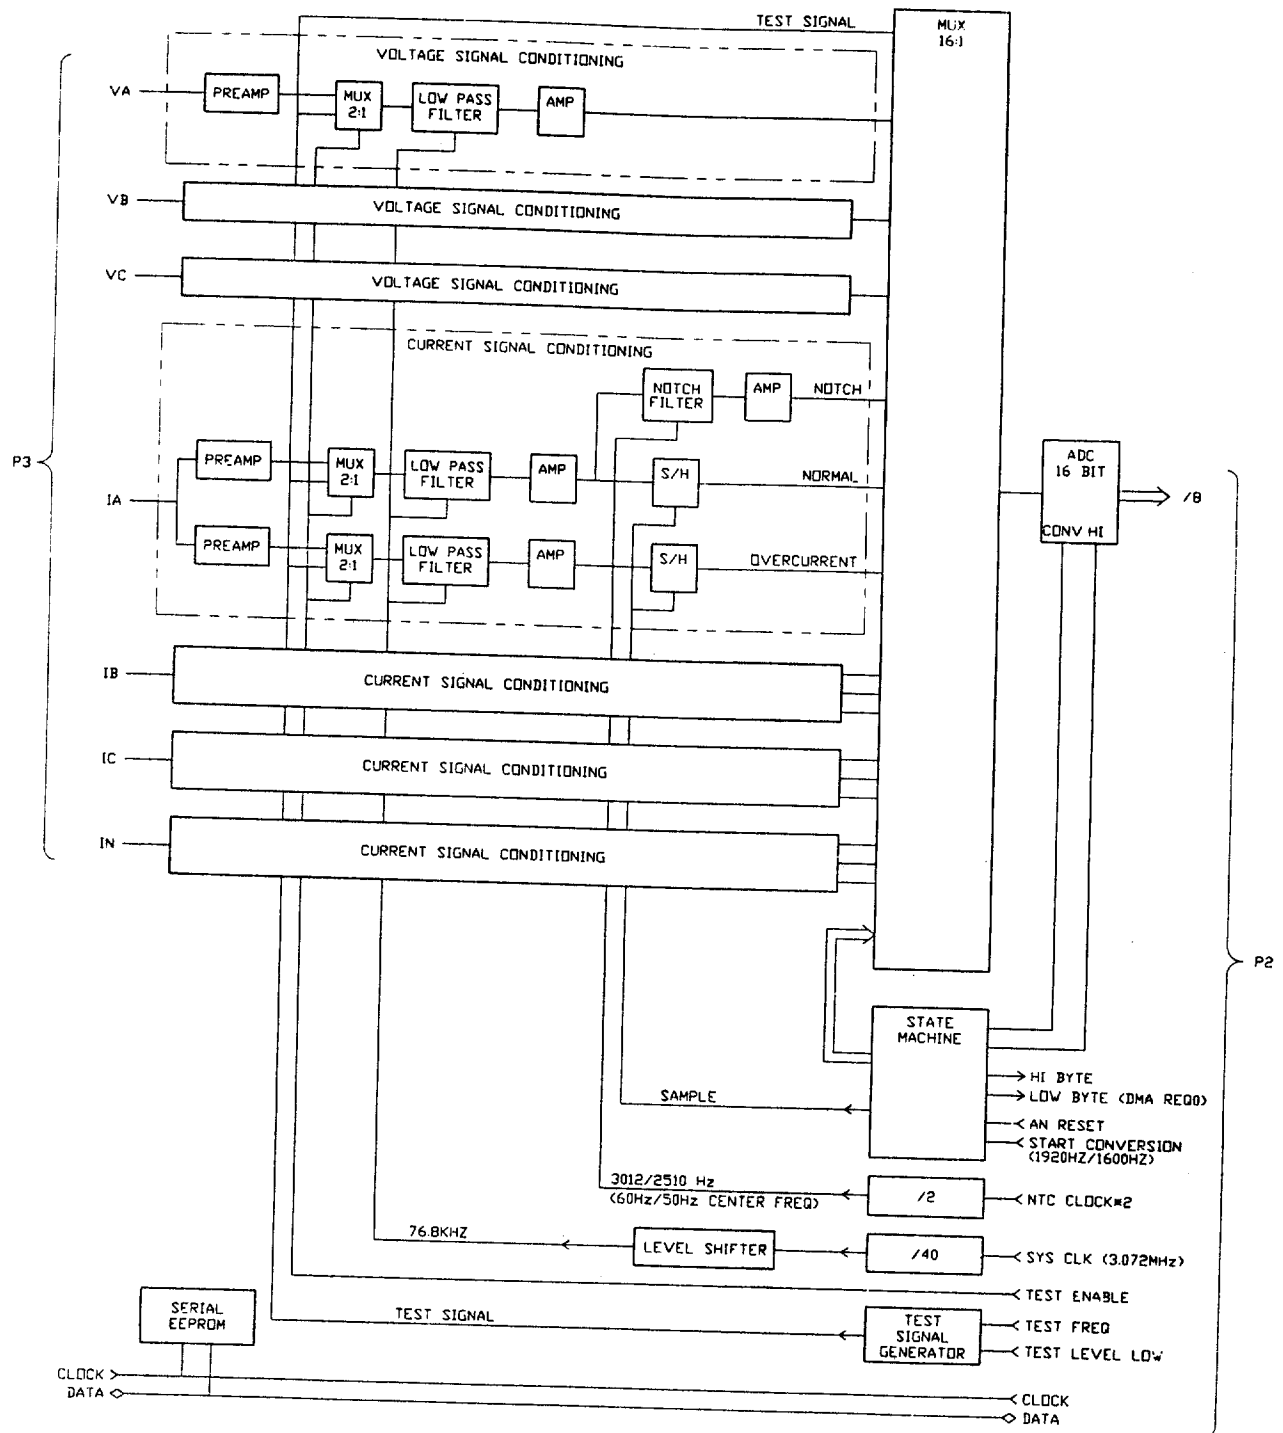 TEST SIGNAL
MUX
16:1
VOLTAGE SIGNAL CONDITIONING
VA
PREAMP
MUX
2:1
LOW PASS
FILTER
AMP
VB
VOLTAGE SIGNAL CONDITIONING
VC
VOLTAGE SIGNAL CONDITIONING
CURRENT SIGNAL CONDITIONING
NOTCH
FILTER
AMP
NOTCH
P3
IA
PREAMP
MUX
2:1
LOW PASS
FILTER
AMP
S/H
NORMAL
PREAMP
MUX
2:1
LOW PASS
FILTER
AMP
S/H
OVERCURRENT
ADC
16 BIT
CONV HI
/8
IB
CURRENT SIGNAL CONDITIONING
IC
CURRENT SIGNAL CONDITIONING
IN
CURRENT SIGNAL CONDITIONING
P2
STATE
MACHINE
HI BYTE
LOW BYTE (DMA REQ0)
AN RESET
START CONVERSION
(1920HZ/1600HZ)
SAMPLE
3012/2510 Hz
(60Hz/50Hz CENTER FREQ)
/2
NTC CLOCK*2
76.8KHZ
LEVEL SHIFTER
/40
SYS CLK (3.072MHz)
TEST ENABLE
SERIAL
EEPROM
TEST SIGNAL
TEST
SIGNAL
GENERATOR
TEST FREQ
TEST LEVEL LOW
CLOCK
DATA
CLOCK
DATA